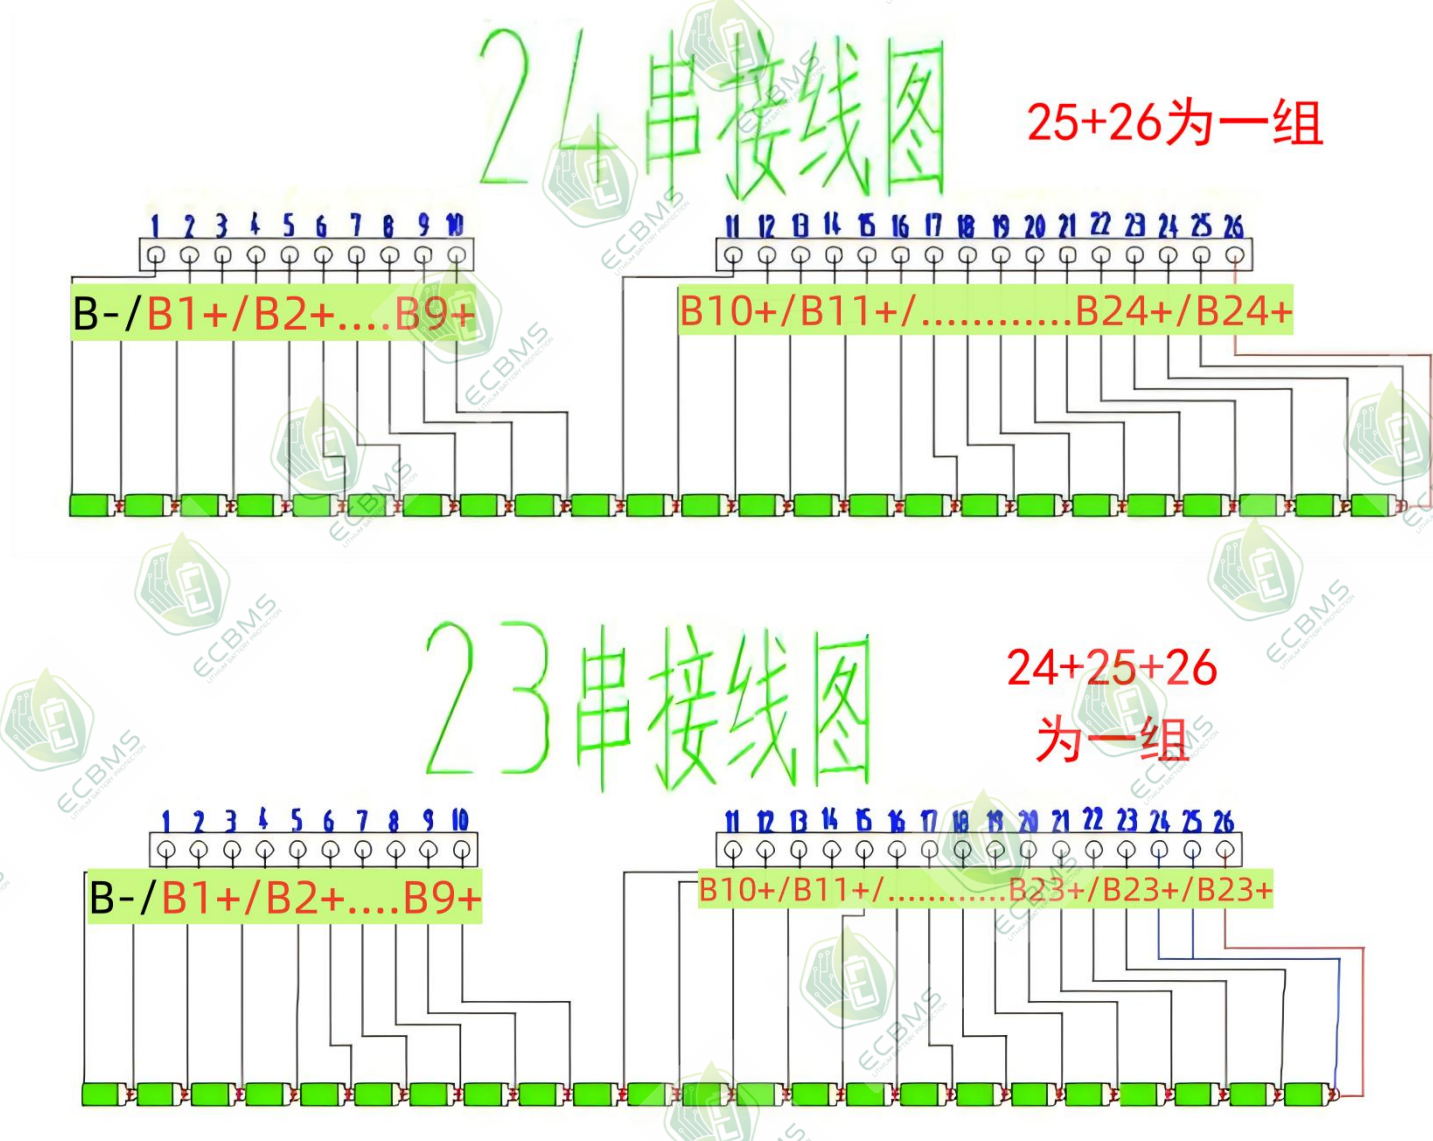 24串接线图
25+26为一组
1 2 3 4 5 6 7 8 9 10
11 12 13 14 15 16 17 18 19 20 21 22 23 24 25 26
B-/B1+/B2+....B9+
B10+/B11+/............B24+/B24+
23串接线图
24+25+26
为一组
1 2 3 4 5 6 7 8 9 10
11 12 13 14 15 16 17 18 19 20 21 22 23 24 25 26
B-/B1+/B2+....B9+
B10+/B11+/............B23+/B23+/B23+
ECBMS
LITHIUM BATTERY PROTECTION